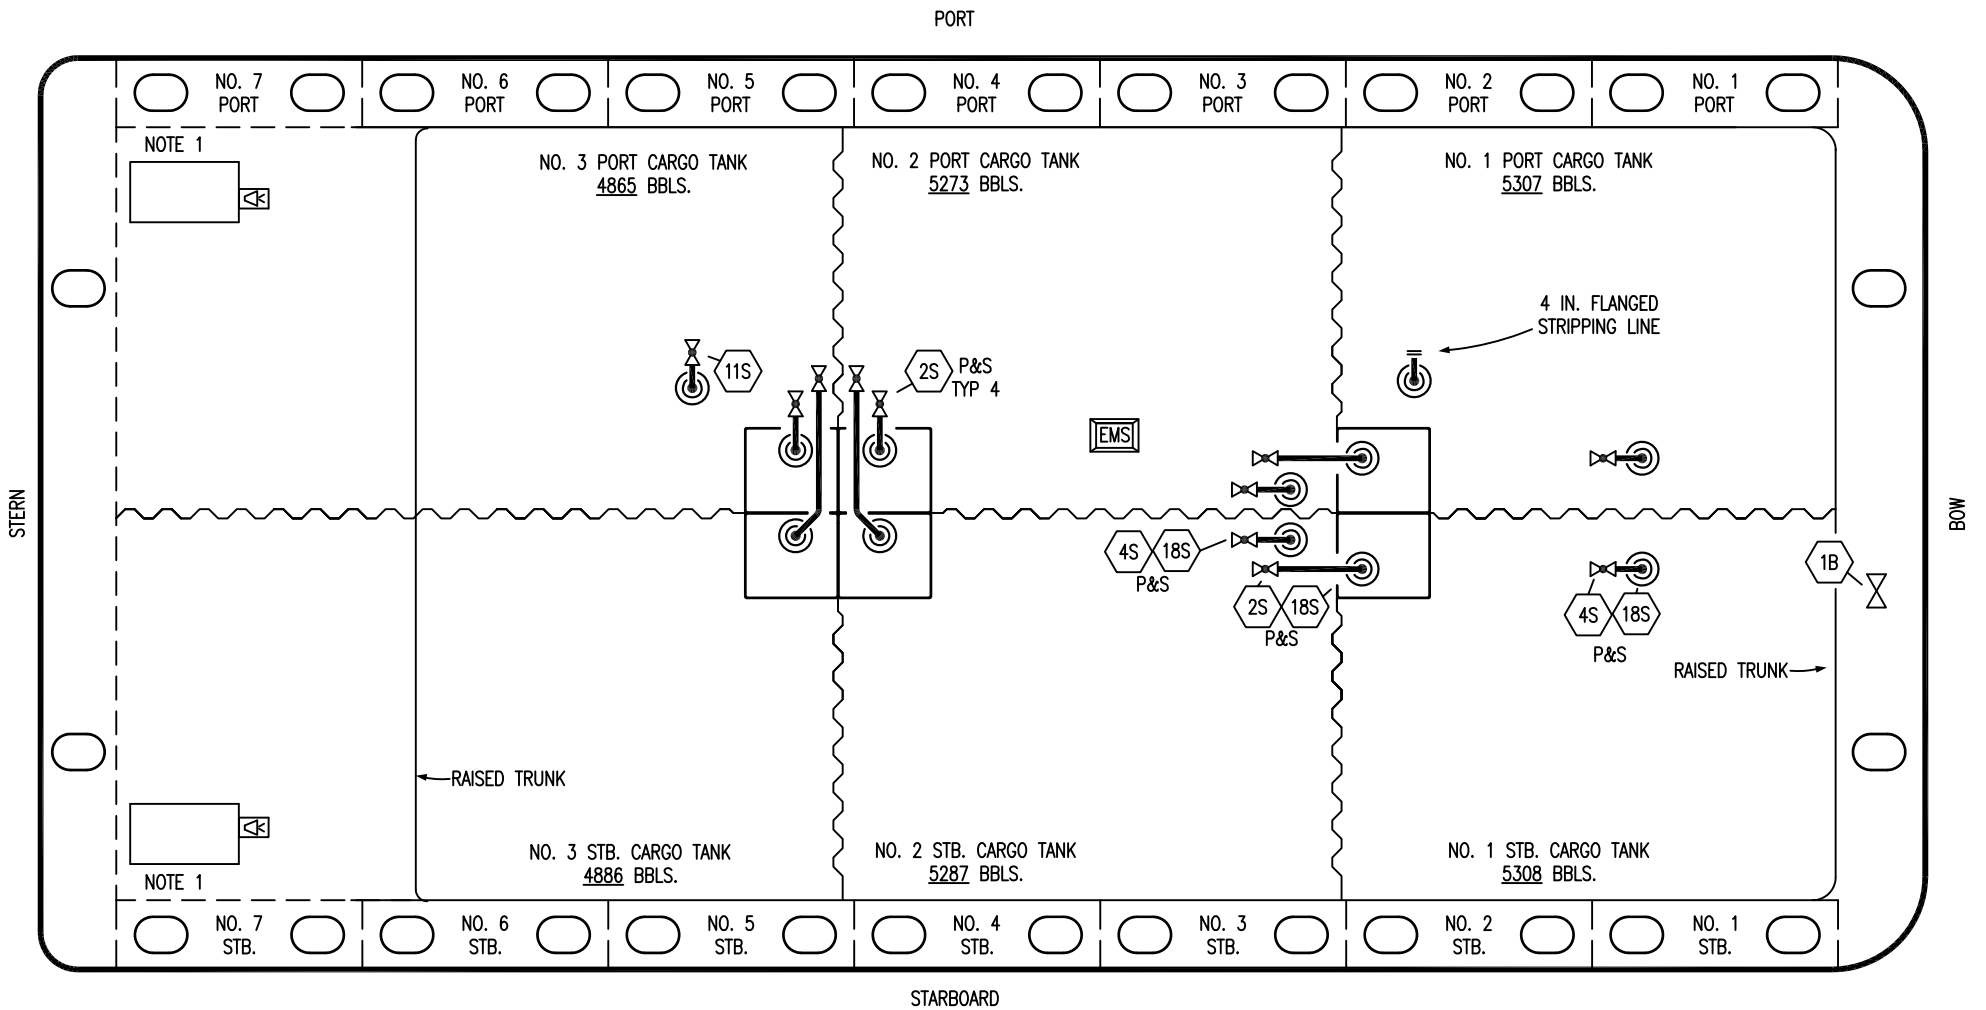 PORT
NO. 7
PORT
NO. 6
PORT
NO. 5
PORT
NO. 4
PORT
NO. 3
PORT
NO. 2
PORT
NO. 1
PORT
NOTE 1
NO. 3 PORT CARGO TANK
4865 BBLS.
NO. 2 PORT CARGO TANK
5273 BBLS.
NO. 1 PORT CARGO TANK
5307 BBLS.
4 IN. FLANGED
STRIPPING LINE
11S
2S
P&S
TYP 4
EMS
STERN
BOW
4S
18S
P&S
2S
18S
P&S
4S
18S
P&S
1B
RAISED TRUNK
RAISED TRUNK
NO. 3 STB. CARGO TANK
4886 BBLS.
NO. 2 STB. CARGO TANK
5287 BBLS.
NO. 1 STB. CARGO TANK
5308 BBLS.
NOTE 1
NO. 7
STB.
NO. 6
STB.
NO. 5
STB.
NO. 4
STB.
NO. 3
STB.
NO. 2
STB.
NO. 1
STB.
STARBOARD